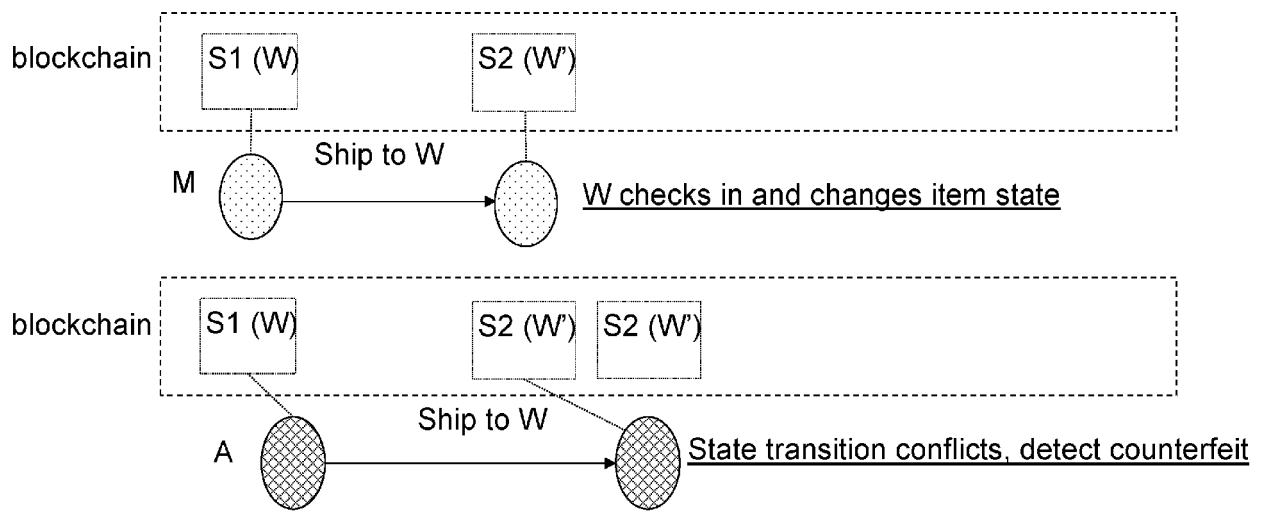 blockchain
S1 (W)
S2 (W')
Ship to W
M
W checks in and changes item state
blockchain
S1 (W)
S2 (W')
S2 (W')
Ship to W
A
State transition conflicts, detect counterfeit